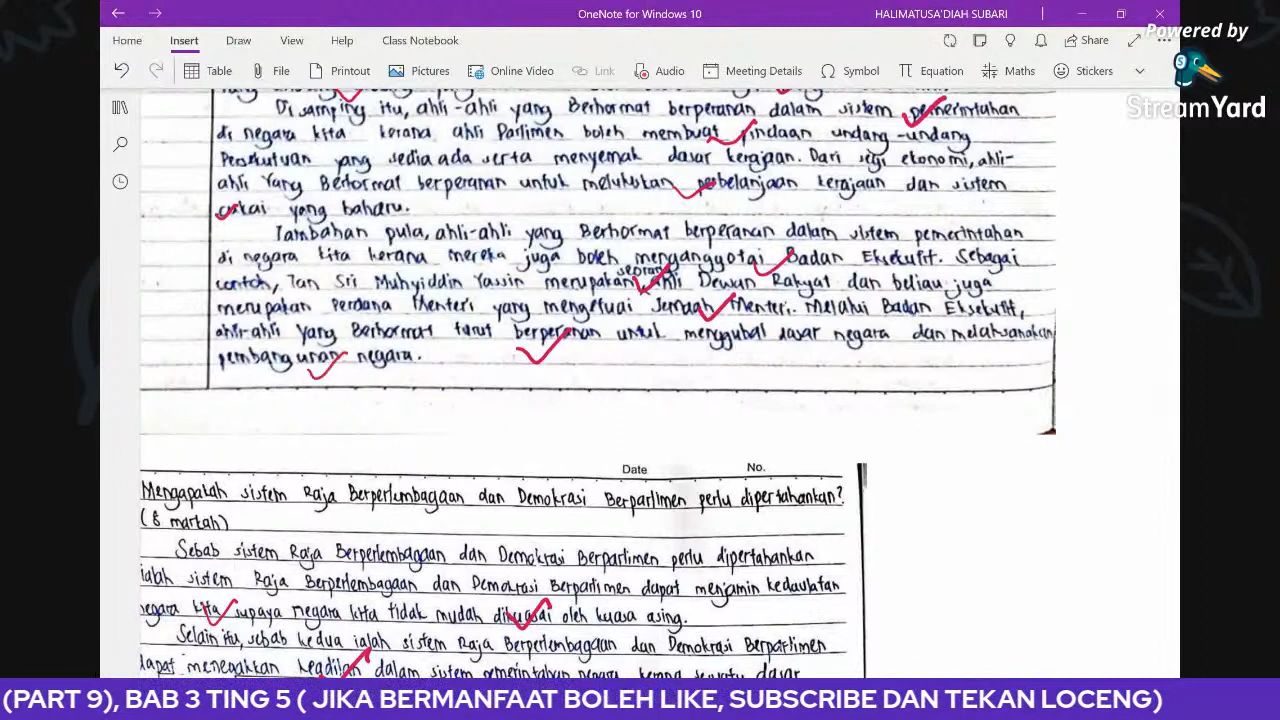 OneNote for Windows 10
HALIMATUSA'DIAH SUBARI
Powered by
StreamYard
Home
Insert
Draw
View
Help
Class Notebook
Share
Table
File
Printout
Pictures
Online Video
Link
Audio
Meeting Details
Symbol
Equation
Maths
Stickers
Di samping itu, ahli-ahli yang Berhormat berperanan dalam sistem pemerintahan
di negara kita kerana ahli Parlimen boleh membuat pindaan undang-undang
Persekutuan yang sedia ada serta menyemak dasar kerajaan. Dari segi ekonomi, ahli-
ahli Yang Berhormat berperanan untuk meluluskan perbelanjaan kerajaan dan sistem
cukai yang baharu.
Tambahan pula, ahli-ahli yang Berhormat berperanan dalam sistem pemerintahan
di negara kita kerana mereka juga boleh menganggotai Badan Eksekutif. Sebagai
contoh, Tan Sri Muhyiddin Yassin merupakan seorang ahli Dewan Rakyat dan beliau juga
merupakan Perdana Menteri yang mengetuai Jemaah Menteri. Melalui Badan Eksekutif,
ahli-ahli yang Berhormat turut berperanan untuk menggubal dasar negara dan melaksanakan
pembangunan negara.
Date No.
Mengapakah sistem Raja Berperlembagaan dan Demokrasi Berparlimen perlu dipertahankan?
(8 markah)
Sebab sistem Raja Berperlembagaan dan Demokrasi Berparlimen perlu dipertahankan
ialah sistem Raja Berperlembagaan dan Demokrasi Berparlimen dapat menjamin kedaulatan
negara kita supaya negara kita tidak mudah dikuasai oleh kuasa asing.
Selain itu, sebab kedua ialah sistem Raja Berperlembagaan dan Demokrasi Berparlimen
dapat menegakkan keadilan dalam sistem pemerintahan negara kerana sesuatu dasar
(PART 9), BAB 3 TING 5 ( JIKA BERMANFAAT BOLEH LIKE, SUBSCRIBE DAN TEKAN LOCENG)